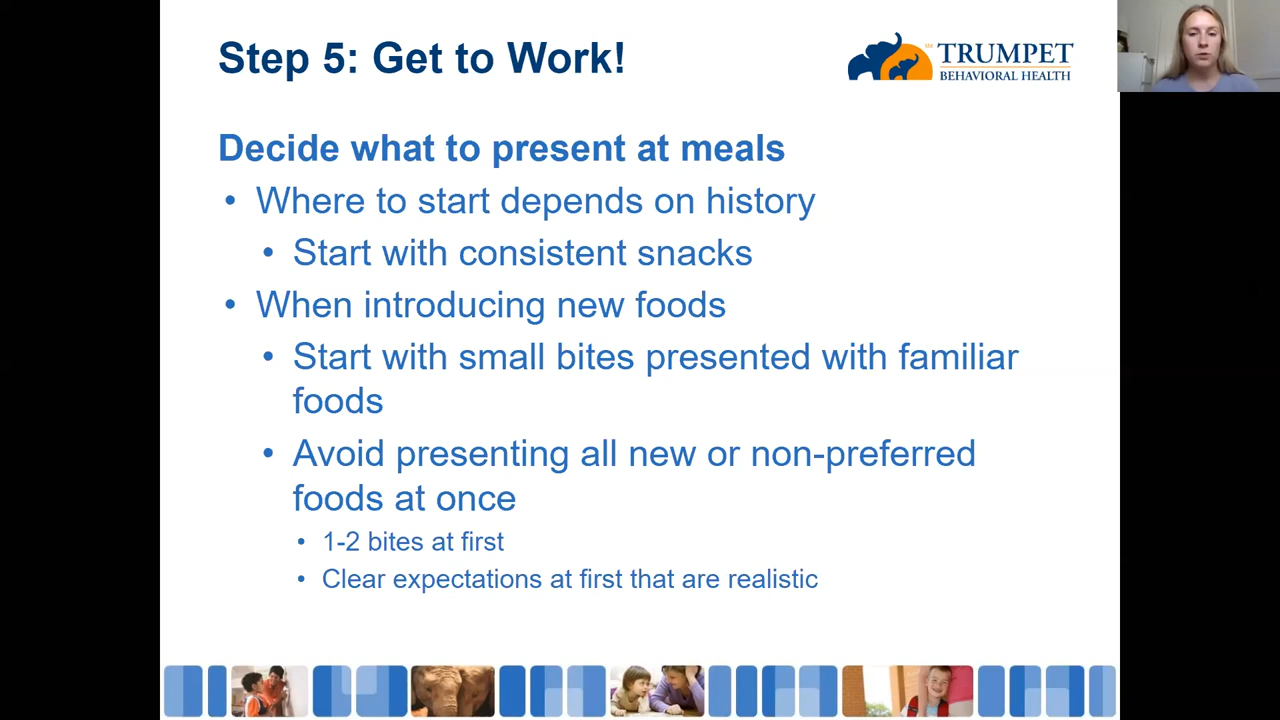 Step 5: Get to Work!
TRUMPET
BEHAVIORAL HEALTH
Decide what to present at meals
• Where to start depends on history
• Start with consistent snacks
• When introducing new foods
• Start with small bites presented with familiar
foods
• Avoid presenting all new or non-preferred
foods at once
• 1-2 bites at first
• Clear expectations at first that are realistic